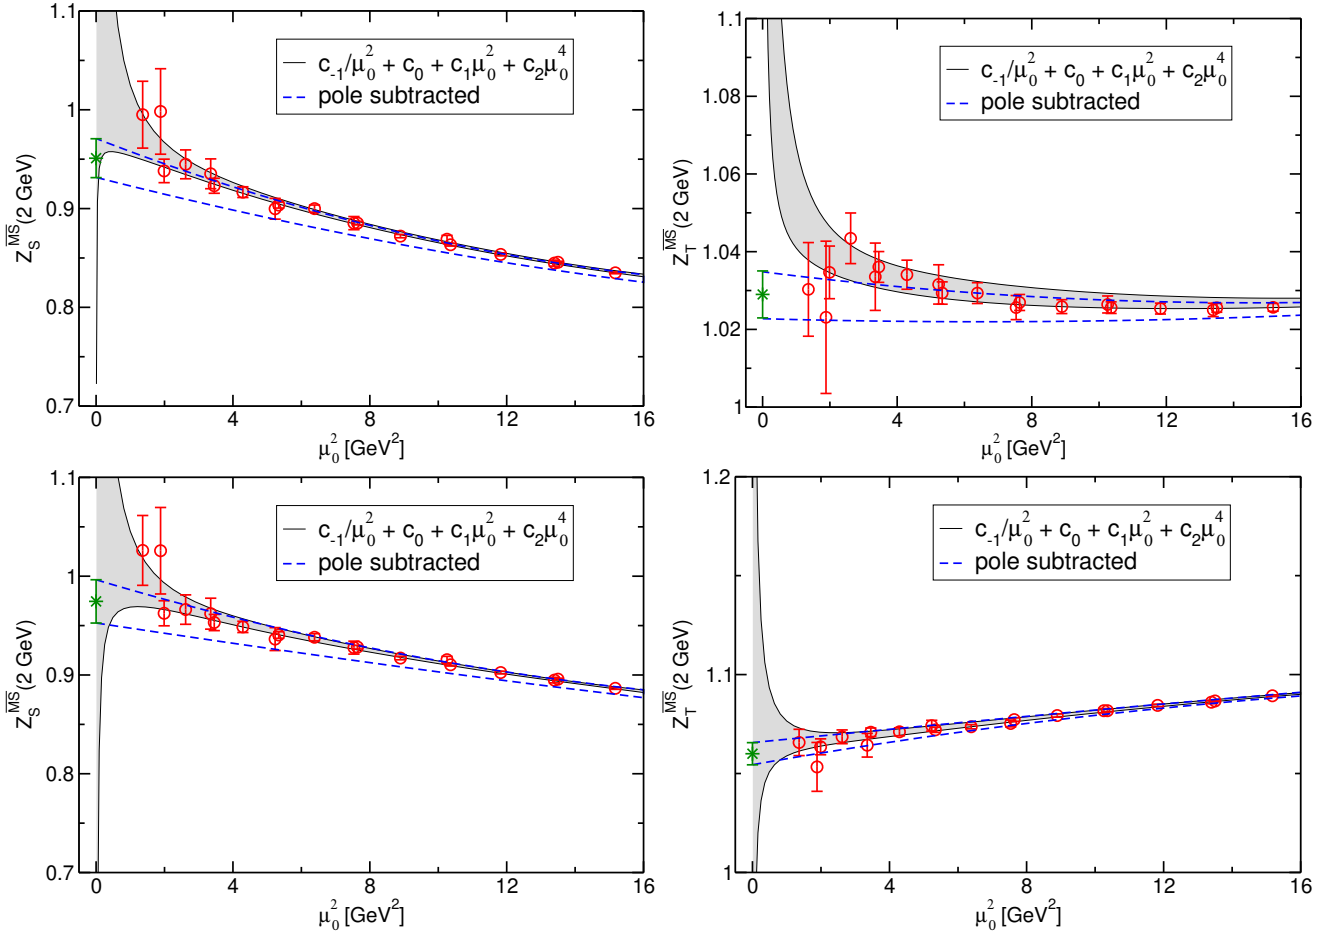 1.1
1
0.9
0.8
0.7
Z_S^{\overline{MS}}(2 GeV)
c_{-1}/μ_0^2 + c_0 + c_1μ_0^2 + c_2μ_0^4
pole subtracted
0 4 8 12 16
μ_0^2 [GeV^2]
1.1
1.08
1.06
1.04
1.02
1
Z_T^{\overline{MS}}(2 GeV)
c_{-1}/μ_0^2 + c_0 + c_1μ_0^2 + c_2μ_0^4
pole subtracted
0 4 8 12 16
μ_0^2 [GeV^2]
1.1
1
0.9
0.8
0.7
Z_S^{\overline{MS}}(2 GeV)
c_{-1}/μ_0^2 + c_0 + c_1μ_0^2 + c_2μ_0^4
pole subtracted
0 4 8 12 16
μ_0^2 [GeV^2]
1.2
1.1
1
Z_T^{\overline{MS}}(2 GeV)
c_{-1}/μ_0^2 + c_0 + c_1μ_0^2 + c_2μ_0^4
pole subtracted
0 4 8 12 16
μ_0^2 [GeV^2]